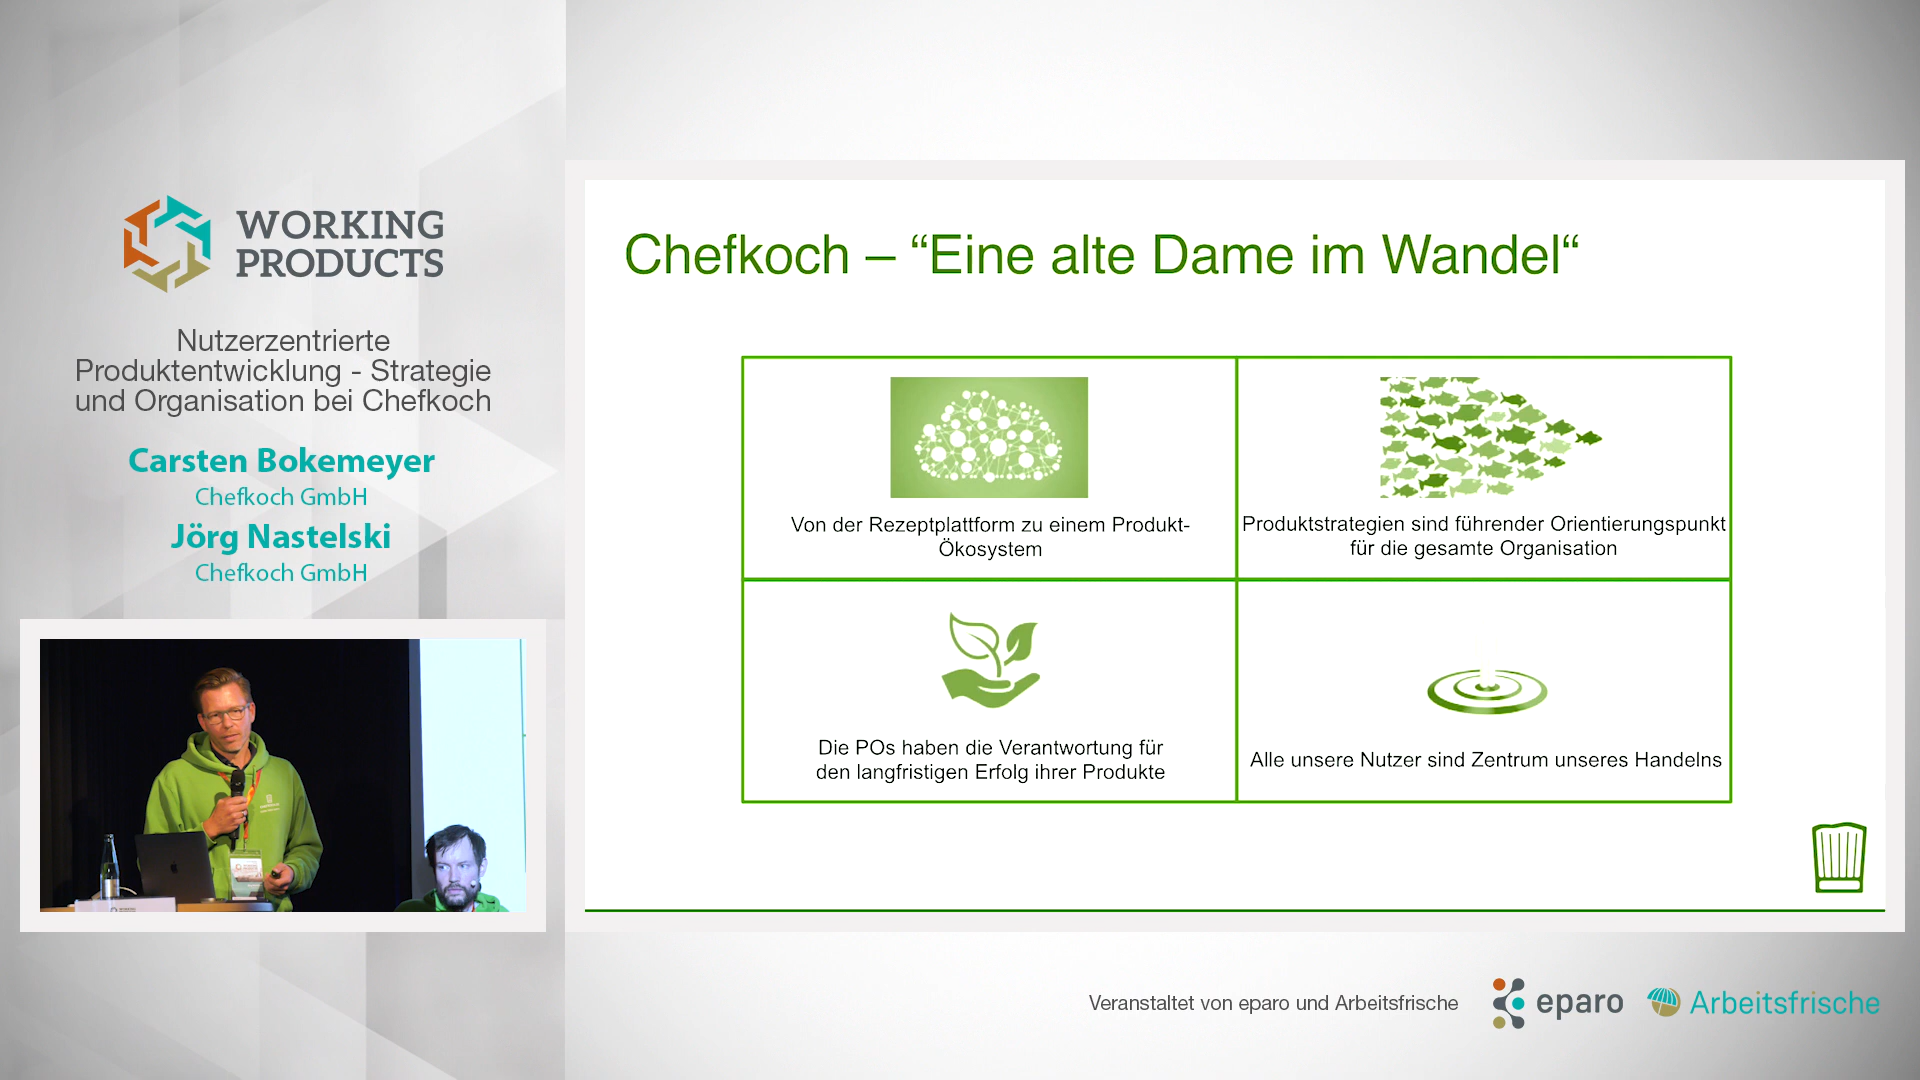 WORKING
PRODUCTS
Nutzerzentrierte
Produktentwicklung - Strategie
und Organisation bei Chefkoch
Carsten Bokemeyer
Chefkoch GmbH
Jörg Nastelski
Chefkoch GmbH
Chefkoch – “Eine alte Dame im Wandel“
Von der Rezeptplattform zu einem Produkt-
Ökosystem
Produktstrategien sind führender Orientierungspunkt
für die gesamte Organisation
Die POs haben die Verantwortung für
den langfristigen Erfolg ihrer Produkte
Alle unsere Nutzer sind Zentrum unseres Handelns
Veranstaltet von eparo und Arbeitsfrische
eparo
Arbeitsfrische